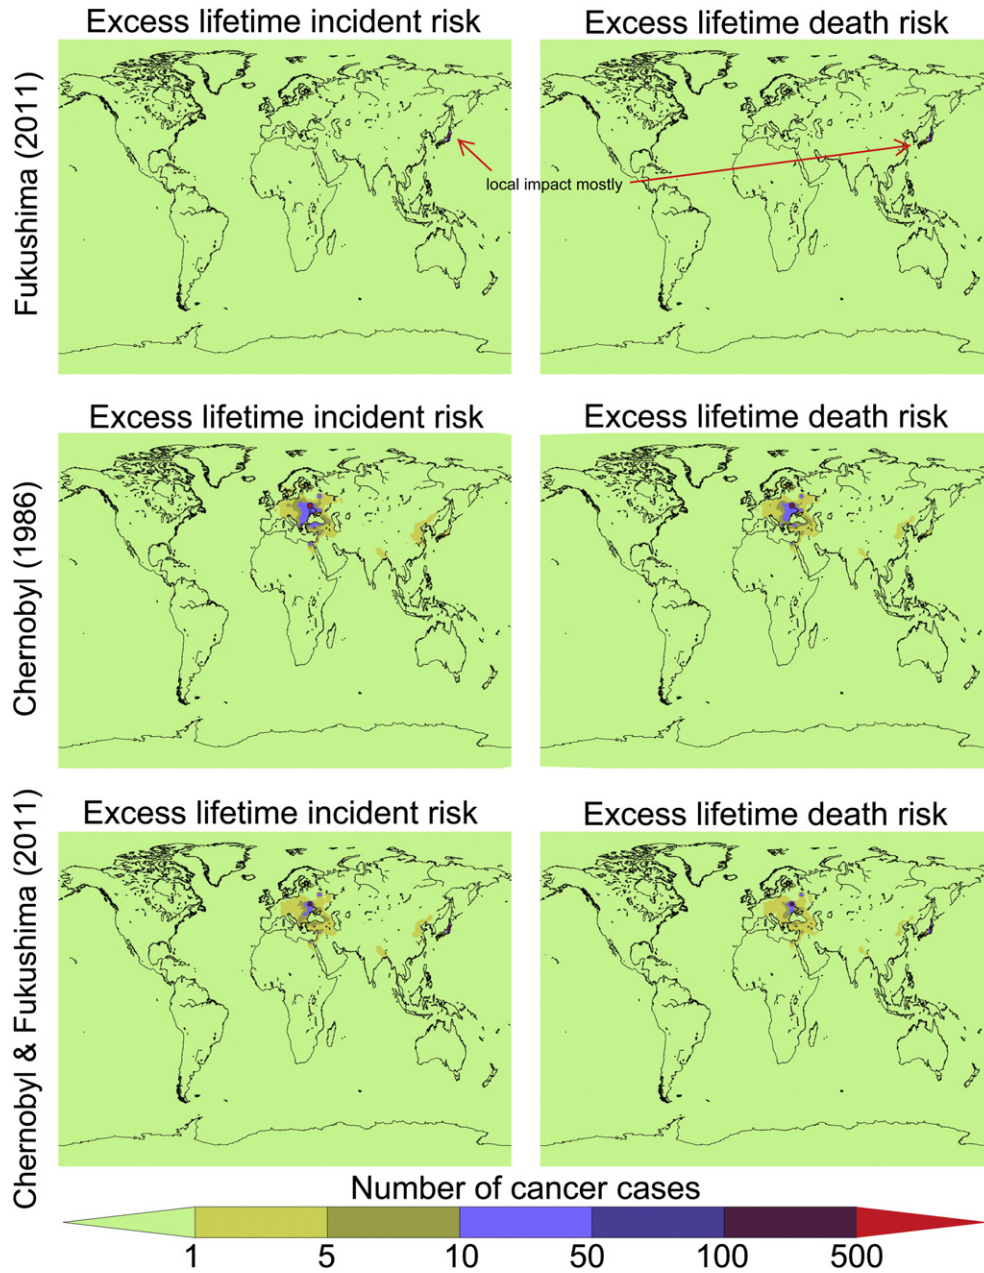 Excess lifetime incident risk
Excess lifetime death risk
Fukushima (2011)
local impact mostly
Excess lifetime incident risk
Excess lifetime death risk
Chernobyl (1986)
Excess lifetime incident risk
Excess lifetime death risk
Chernobyl & Fukushima (2011)
Number of cancer cases
1 5 10 50 100 500